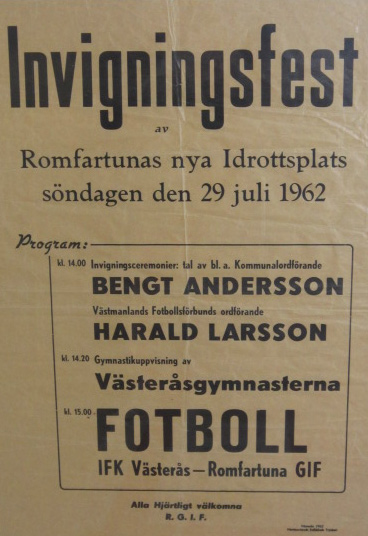 Invigningsfest
av
Romfartunas nya Idrottsplats
söndagen den 29 juli 1962
Program:
kl. 14.00 Invigningsceremonier: tal av bl. a. Kommunalordförande
BENGT ANDERSSON
Västmanlands Fotbollsförbunds ordförande
HARALD LARSSON
kl. 14.20 Gymnastikuppvisning av
Västeråsgymnasterna
kl. 15.00
FOTBOLL
IFK Västerås—Romfartuna GIF
Alla Hjärtligt välkomna
R. G. I. F.